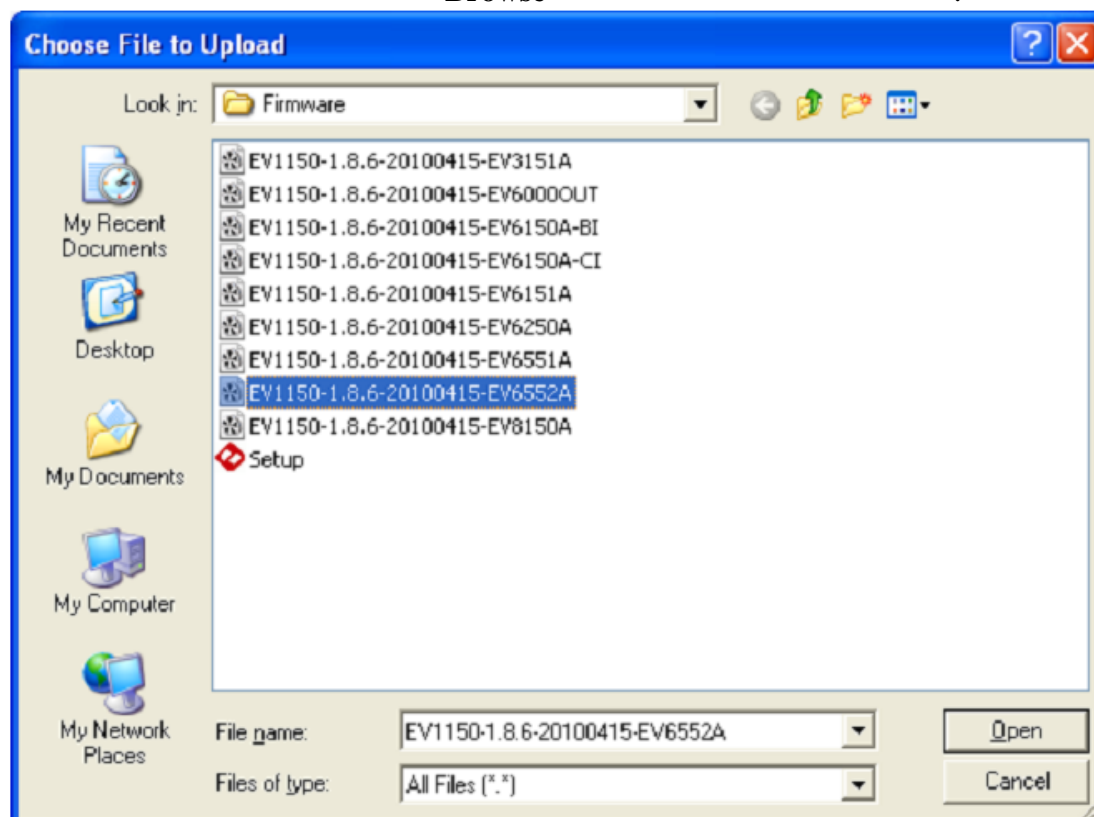 Browse
Choose File to Upload
Look in:
Firmware
My Recent
Documents
Desktop
My Documents
My Computer
My Network
Places
EV1150-1.8.6-20100415-EV3151A
EV1150-1.8.6-20100415-EV6000OUT
EV1150-1.8.6-20100415-EV6150A-BI
EV1150-1.8.6-20100415-EV6150A-CI
EV1150-1.8.6-20100415-EV6151A
EV1150-1.8.6-20100415-EV6250A
EV1150-1.8.6-20100415-EV6551A
EV1150-1.8.6-20100415-EV6552A
EV1150-1.8.6-20100415-EV8150A
Setup
File name:
EV1150-1.8.6-20100415-EV6552A
Open
Files of type:
All Files (*.*)
Cancel